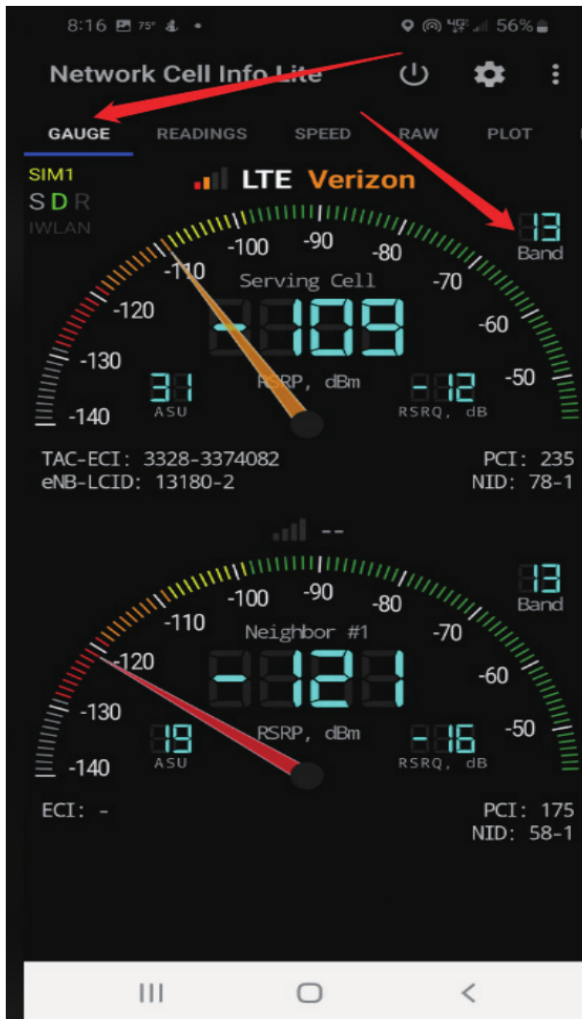 8:16 75° 4G 56%
Network Cell Info Lite
GAUGE READINGS SPEED RAW PLOT
SIM1
LTE Verizon
S D R
IWLAN
13
Band
-140 -130 -120 -110 -100 -90 -80 -70 -60 -50
Serving Cell
-109
RSRP, dBm
31
ASU
-12
RSRQ, dB
TAC-ECI: 3328-3374082
PCI: 235
eNB-LCID: 13180-2
NID: 78-1
--
13
Band
-140 -130 -120 -110 -100 -90 -80 -70 -60 -50
Neighbor #1
-121
RSRP, dBm
19
ASU
-16
RSRQ, dB
ECI: -
PCI: 175
NID: 58-1